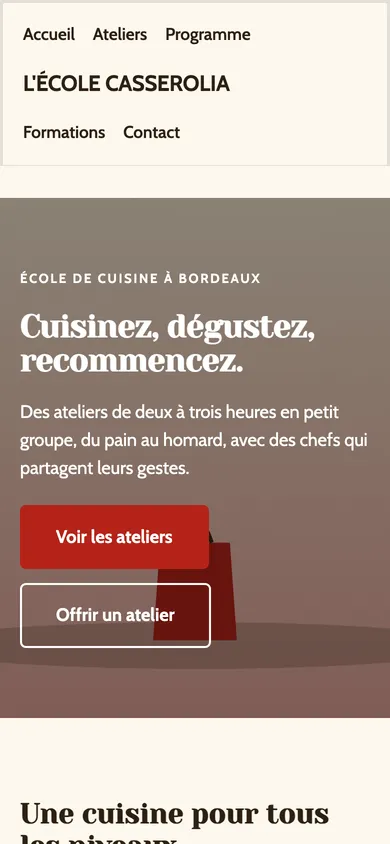 Accueil Ateliers Programme
L'ÉCOLE CASSEROLIA
Formations Contact
ÉCOLE DE CUISINE À BORDEAUX
Cuisinez, dégustez,
recommencez.
Des ateliers de deux à trois heures en petit
groupe, du pain au homard, avec des chefs qui
partagent leurs gestes.
Voir les ateliers
Offrir un atelier
Une cuisine pour tous
les niveaux